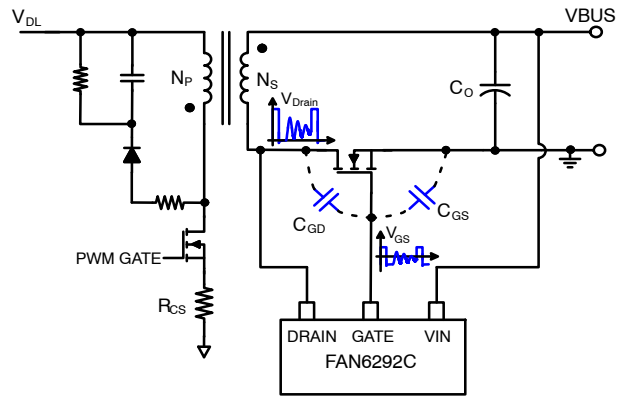 VDL
VBUS
NP
NS
CO
VDrain
CGD
CGS
VGS
PWM GATE
RCS
DRAIN GATE VIN
FAN6292C